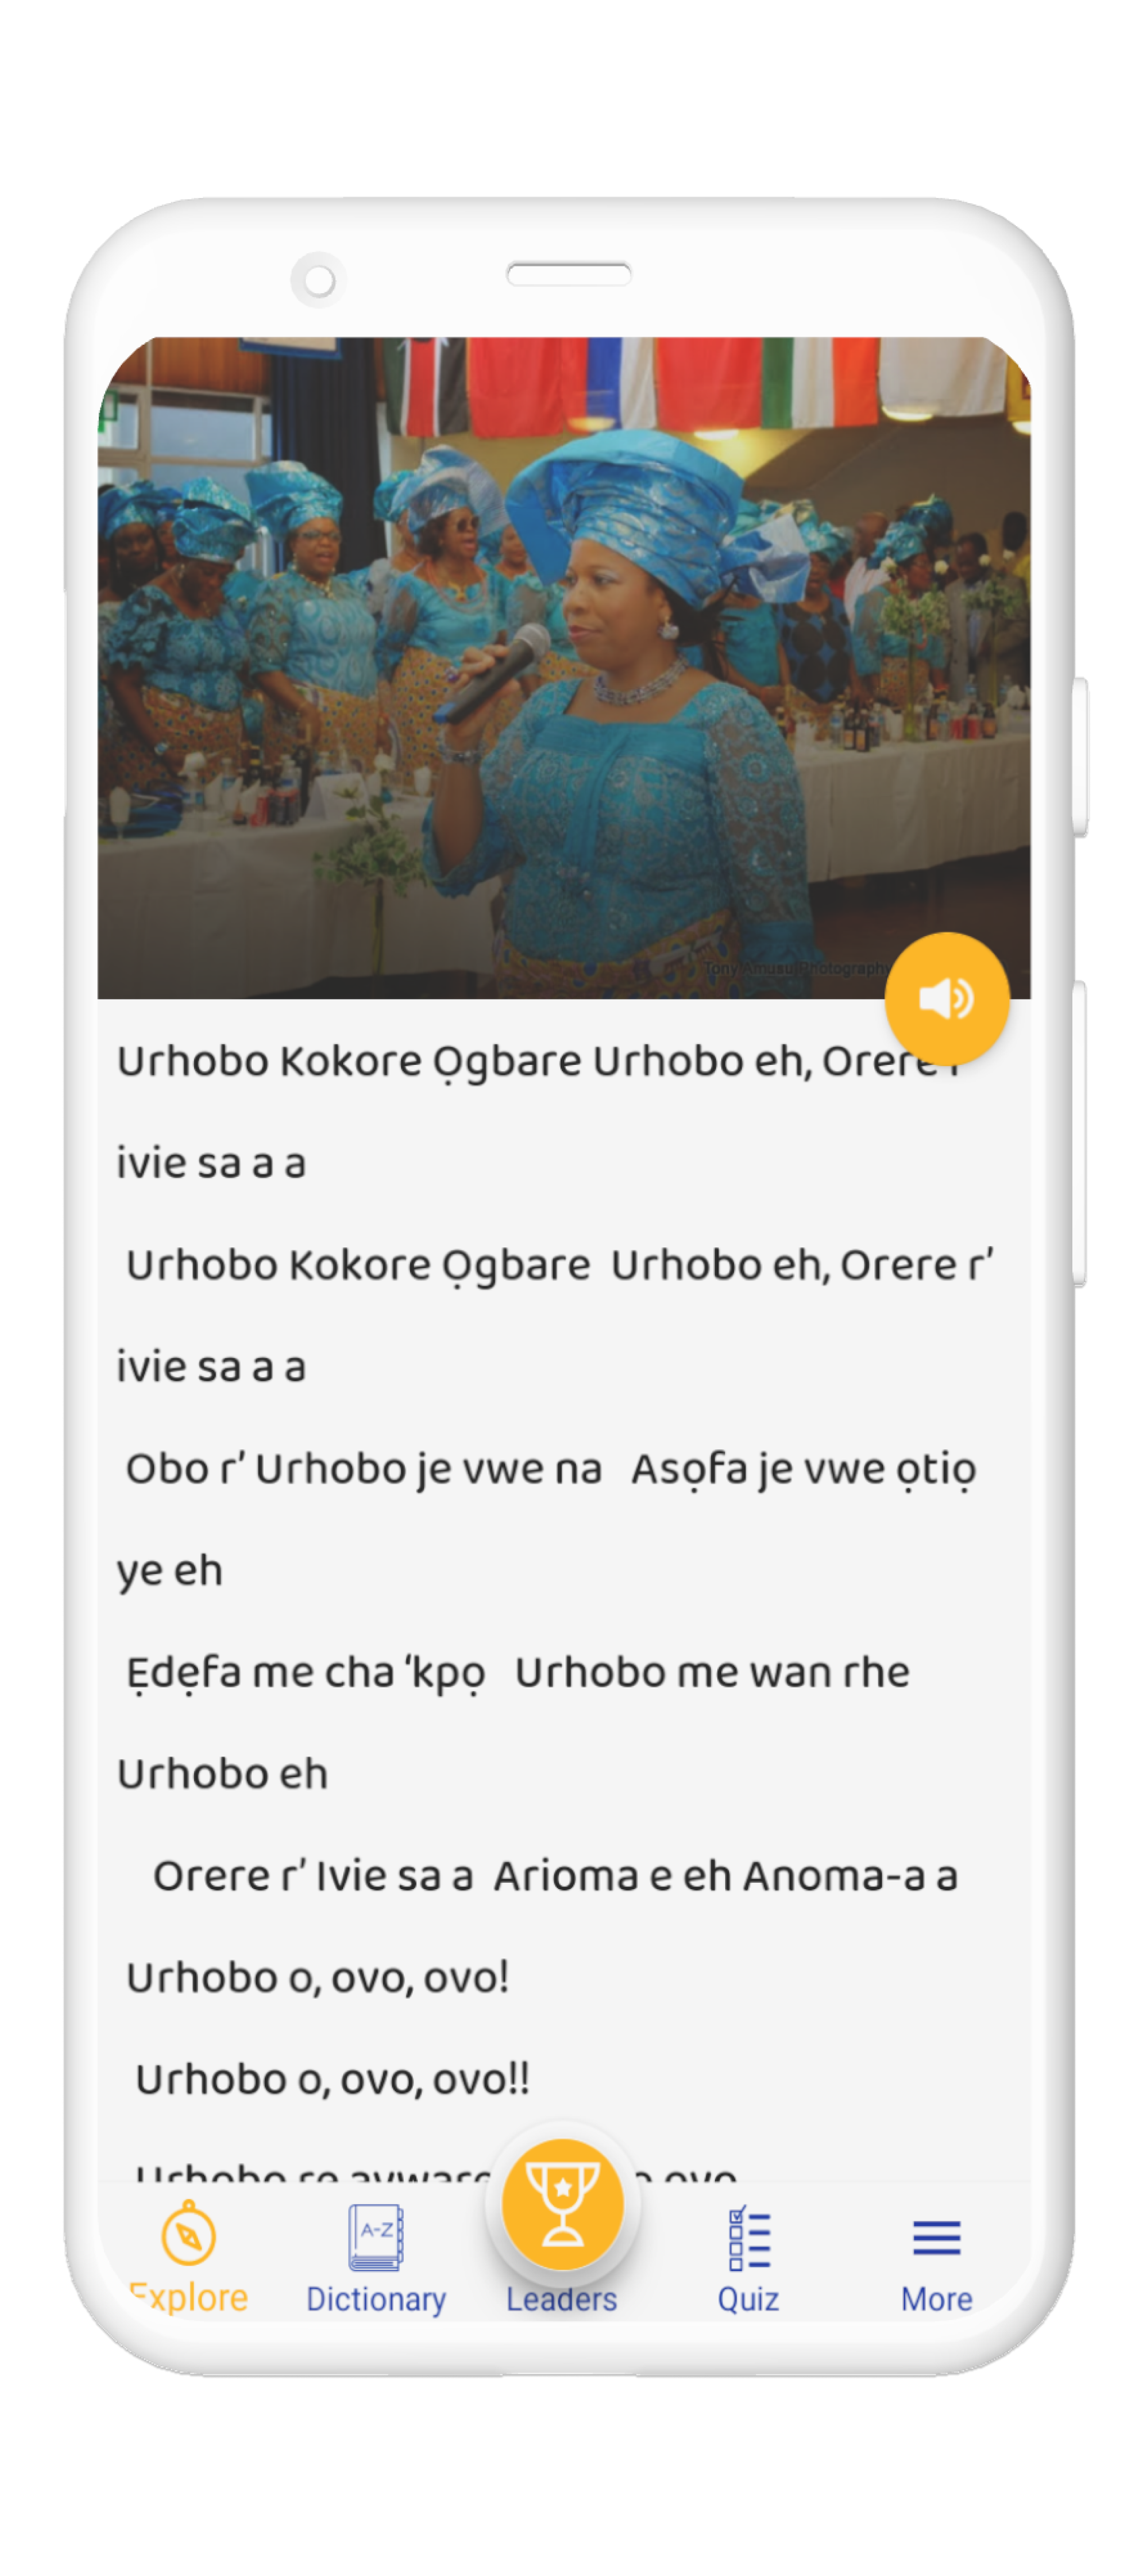 Tony Amusu Photography
Urhobo Kokore Ọgbare Urhobo eh, Orere r'
ivie sa a a
Urhobo Kokore Ọgbare Urhobo eh, Orere r’
ivie sa a a
Obo r’ Urhobo je vwe na Asọfa je vwe ọtiọ
ye eh
Ẹdẹfa me cha ‘kpọ Urhobo me wan rhe
Urhobo eh
Orere r’ Ivie sa a Arioma e eh Anoma-a a
Urhobo o, ovo, ovo!
Urhobo o, ovo, ovo!!
Urhobo re ovo
A-Z
Explore Dictionary Leaders Quiz More